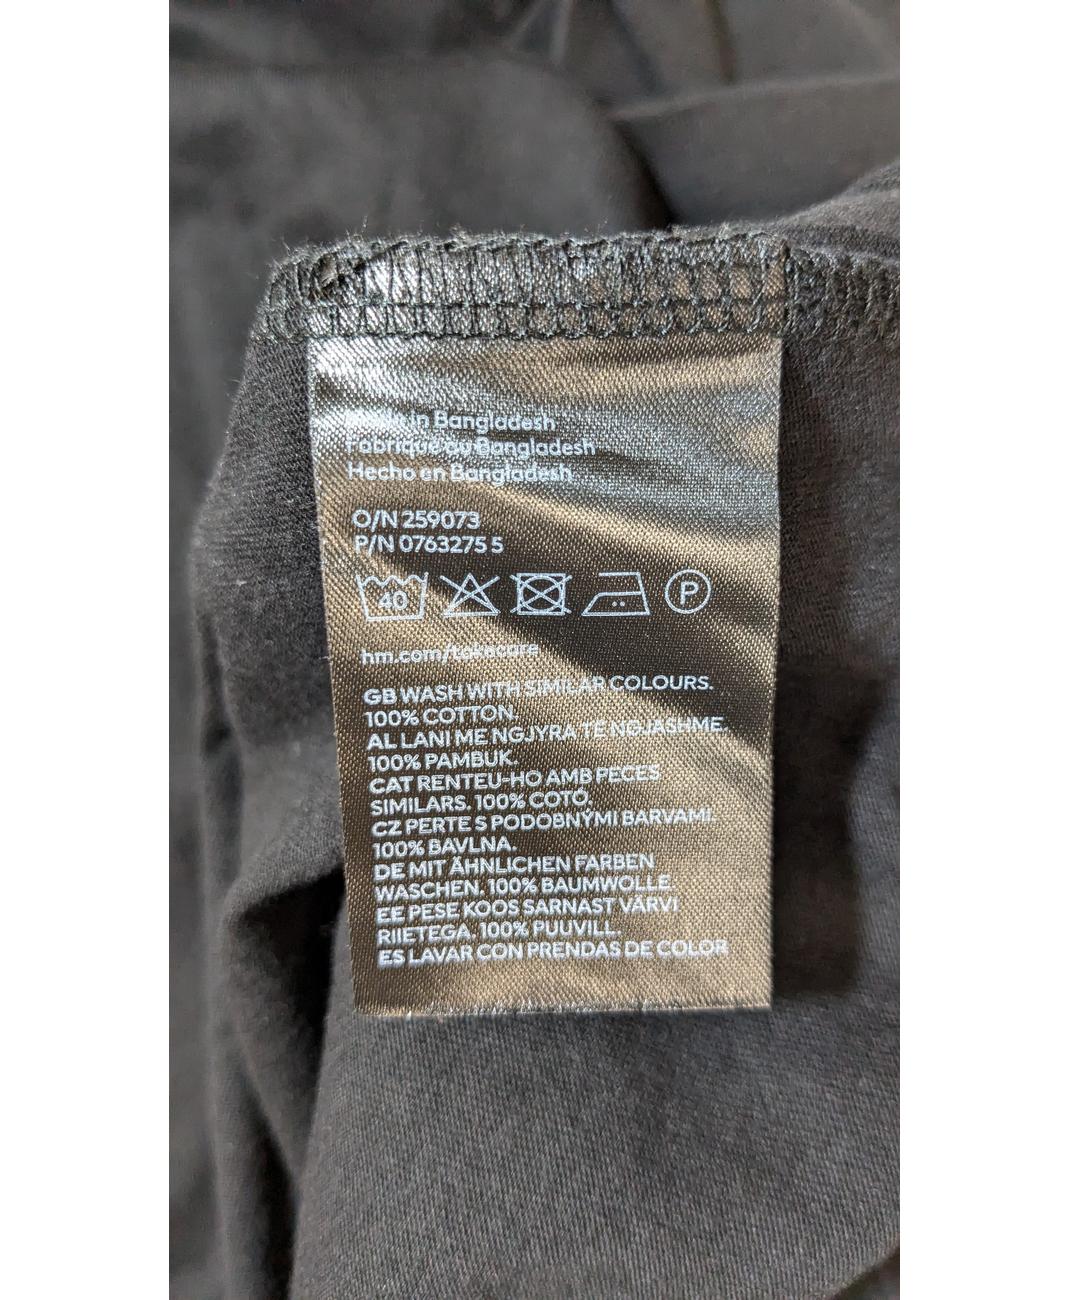 in Bangladesh
Fabriqué au Bangladesh
Hecho en Bangladesh
O/N 259073
P/N 0763275 5
40 P
hm.com/takecare
GB WASH WITH SIMILAR COLOURS.
100% COTTON.
AL LANI ME NGJYRA TË NGJASHME.
100% PAMBUK.
CAT RENTEU-HO AMB PECES
SIMILARS. 100% COTÓ.
CZ PERTE S PODOBNÝMI BARVAMI.
100% BAVLNA.
DE MIT ÄHNLICHEN FARBEN
WASCHEN. 100% BAUMWOLLE.
EE PESE KOOS SARNAST VÄRVI
RIIETEGA. 100% PUUVILL.
ES LAVAR CON PRENDAS DE COLOR